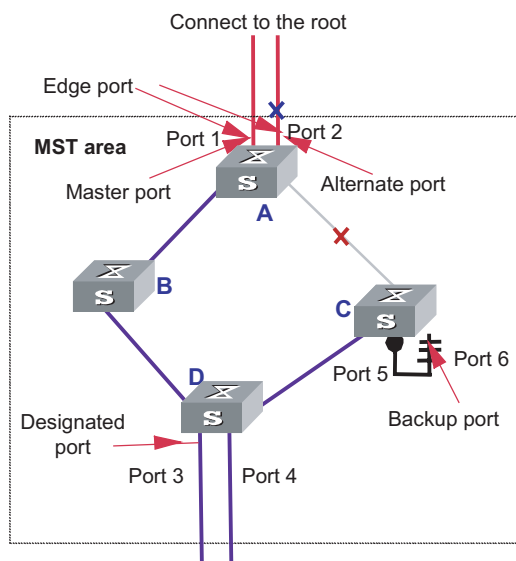 Connect to the root
Edge port
Port 1
Port 2
MST area
Master port
Alternate port
S
A
S
B
S
C
Port 5
Port 6
D
S
Backup port
Designated
port
Port 3
Port 4